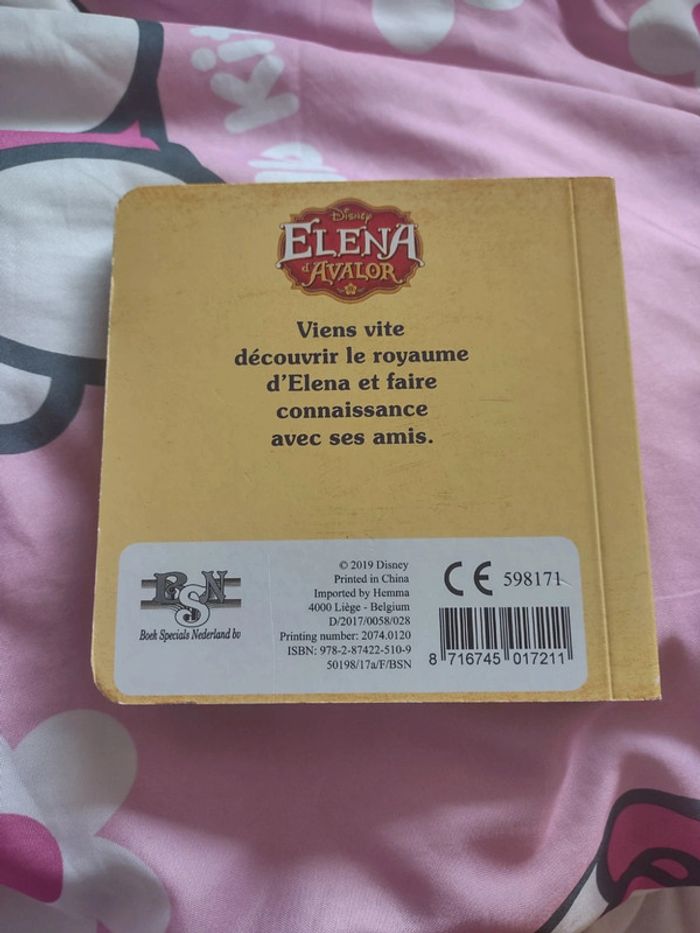 Kit
Disney
ELENA
d'AVALOR
Viens vite
découvrir le royaume
d'Elena et faire
connaissance
avec ses amis.
BSN
Boek Specials Nederland bv
© 2019 Disney
Printed in China
Imported by Hemma
4000 Liège - Belgium
D/2017/0058/028
Printing number: 2074.0120
ISBN: 978-2-87422-510-9
50198/17a/F/BSN
CE 598171
8 716745 017211